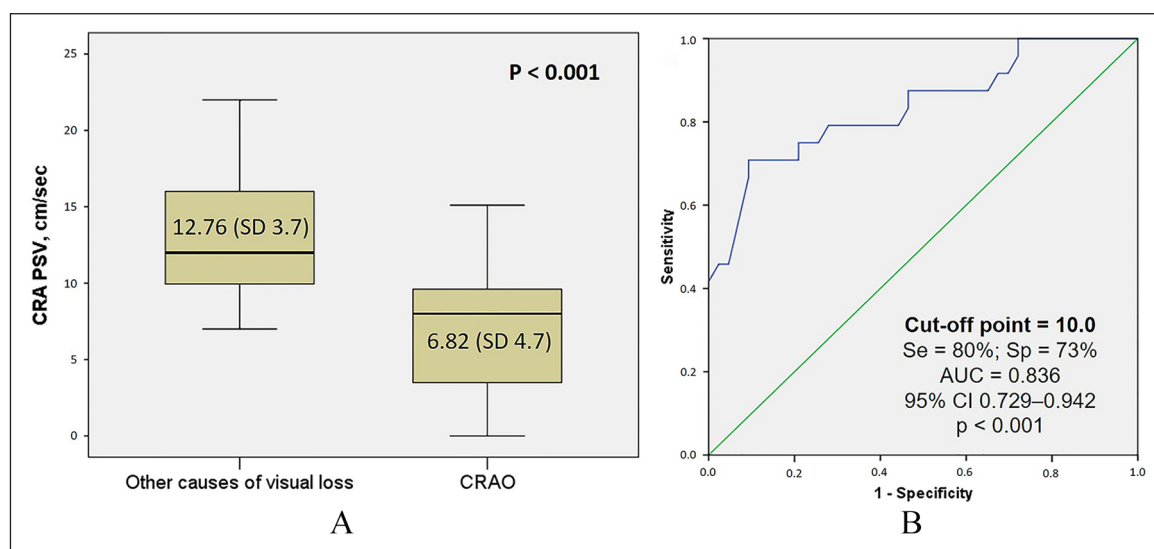 25
20
15
10
5
0
CRA PSV, cm/sec
P < 0.001
12.76 (SD 3.7)
6.82 (SD 4.7)
Other causes of visual loss
CRAO
A
1.0
0.8
0.6
0.4
0.2
0.0
Sensitivity
Cut-off point = 10.0
Se = 80%; Sp = 73%
AUC = 0.836
95% CI 0.729–0.942
p < 0.001
0.0 0.2 0.4 0.6 0.8 1.0
1 - Specificity
B